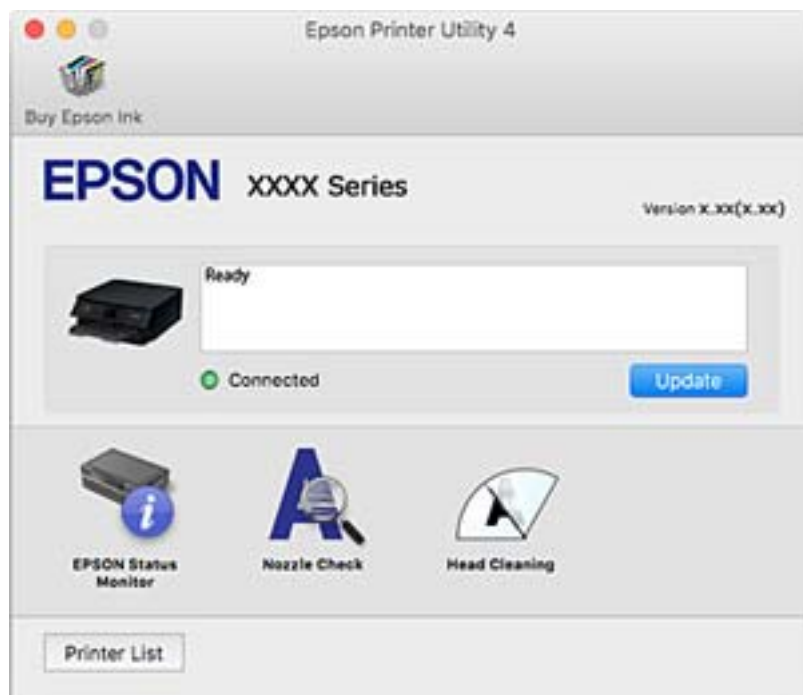 Epson Printer Utility 4
Buy Epson Ink
EPSON XXXX Series
Version X.XX(X.XX)
Ready
Connected
Update
EPSON Status
Monitor
Nozzle Check
Head Cleaning
Printer List